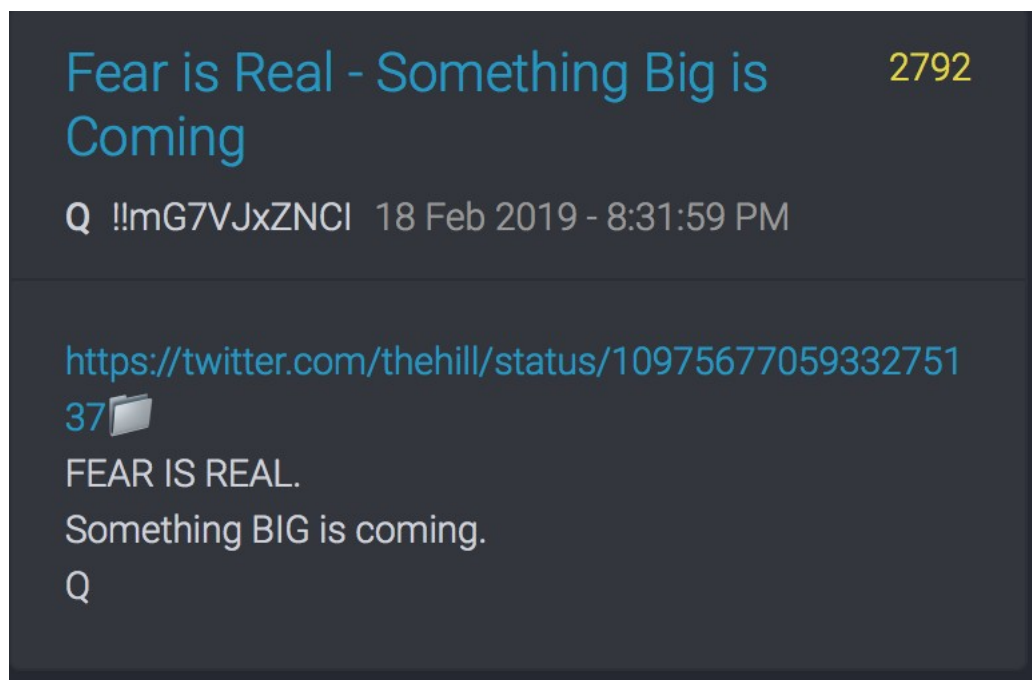 Fear is Real - Something Big is
Coming
2792
Q !!mG7VJxZNCI 18 Feb 2019 - 8:31:59 PM
https://twitter.com/thehill/status/10975677059332751
37
FEAR IS REAL.
Something BIG is coming.
Q